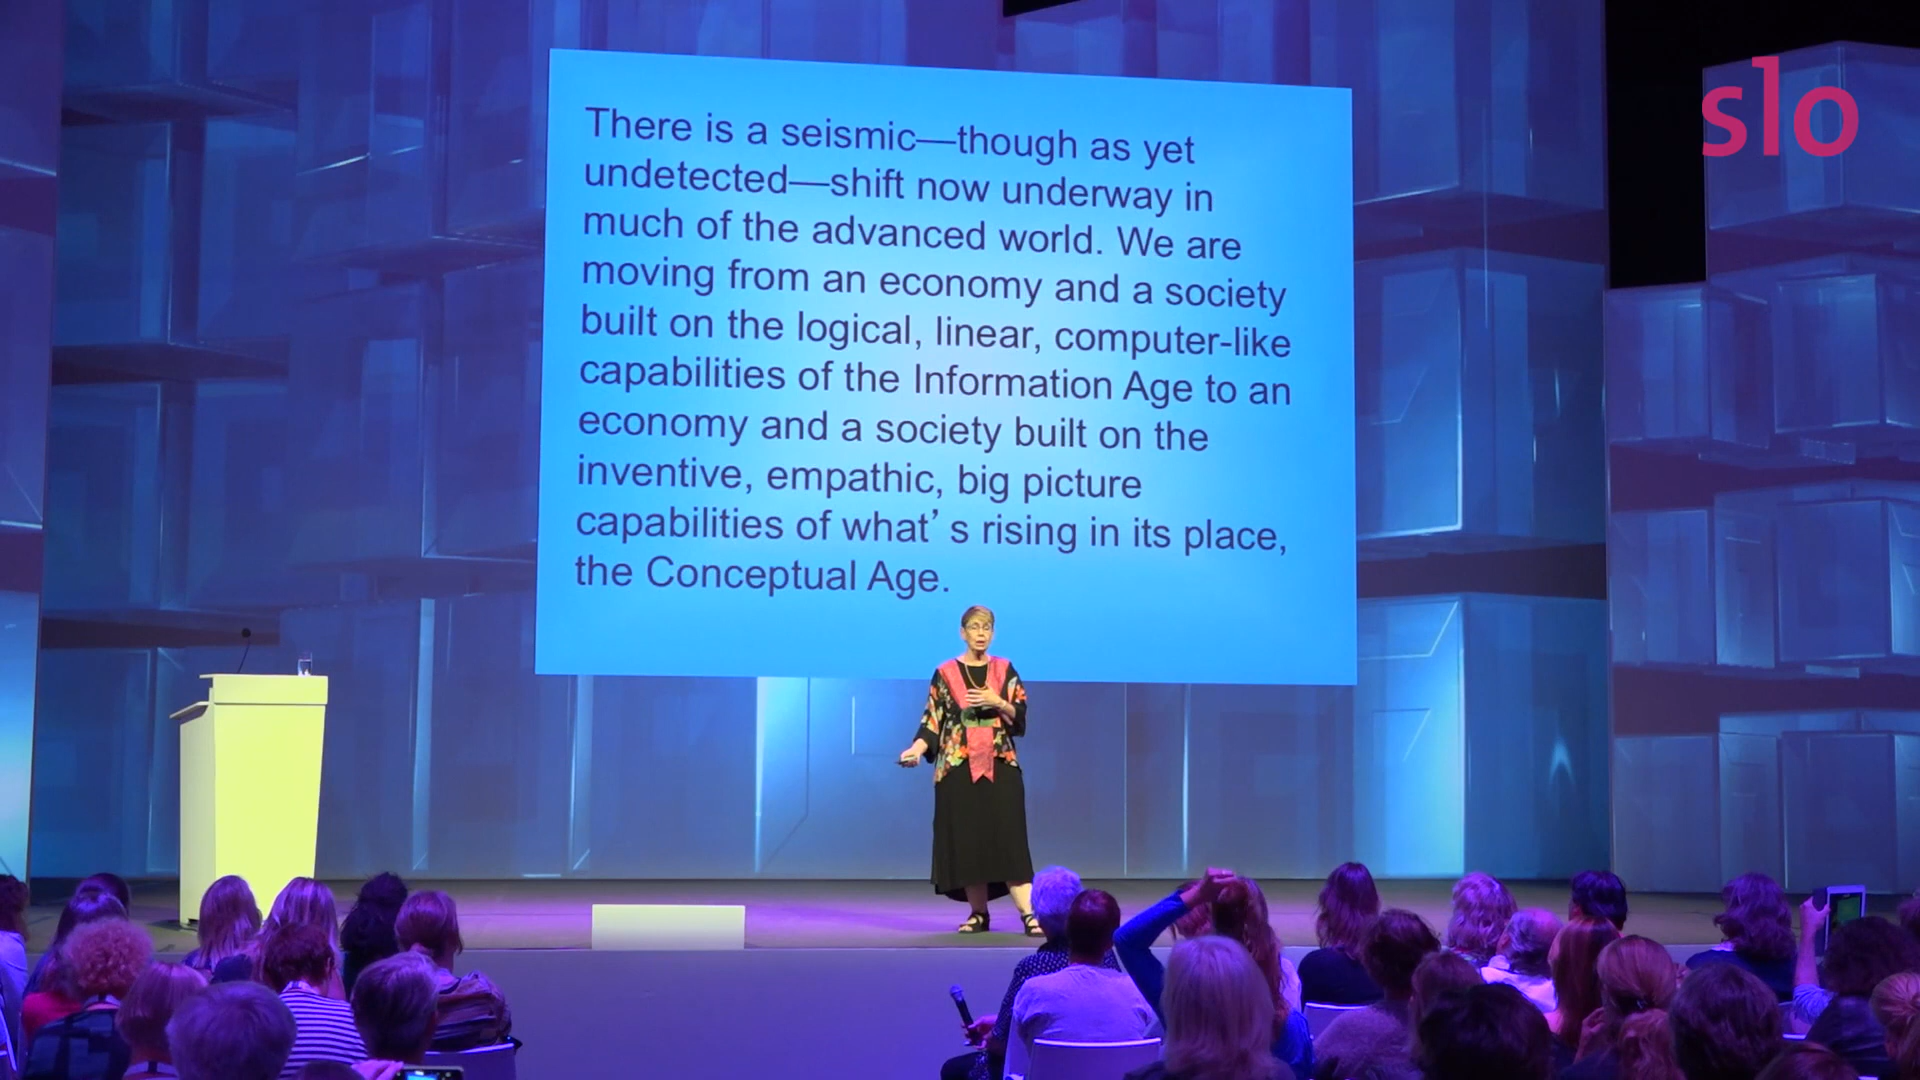 slo
There is a seismic—though as yet
undetected—shift now underway in
much of the advanced world. We are
moving from an economy and a society
built on the logical, linear, computer-like
capabilities of the Information Age to an
economy and a society built on the
inventive, empathic, big picture
capabilities of what’ s rising in its place,
the Conceptual Age.